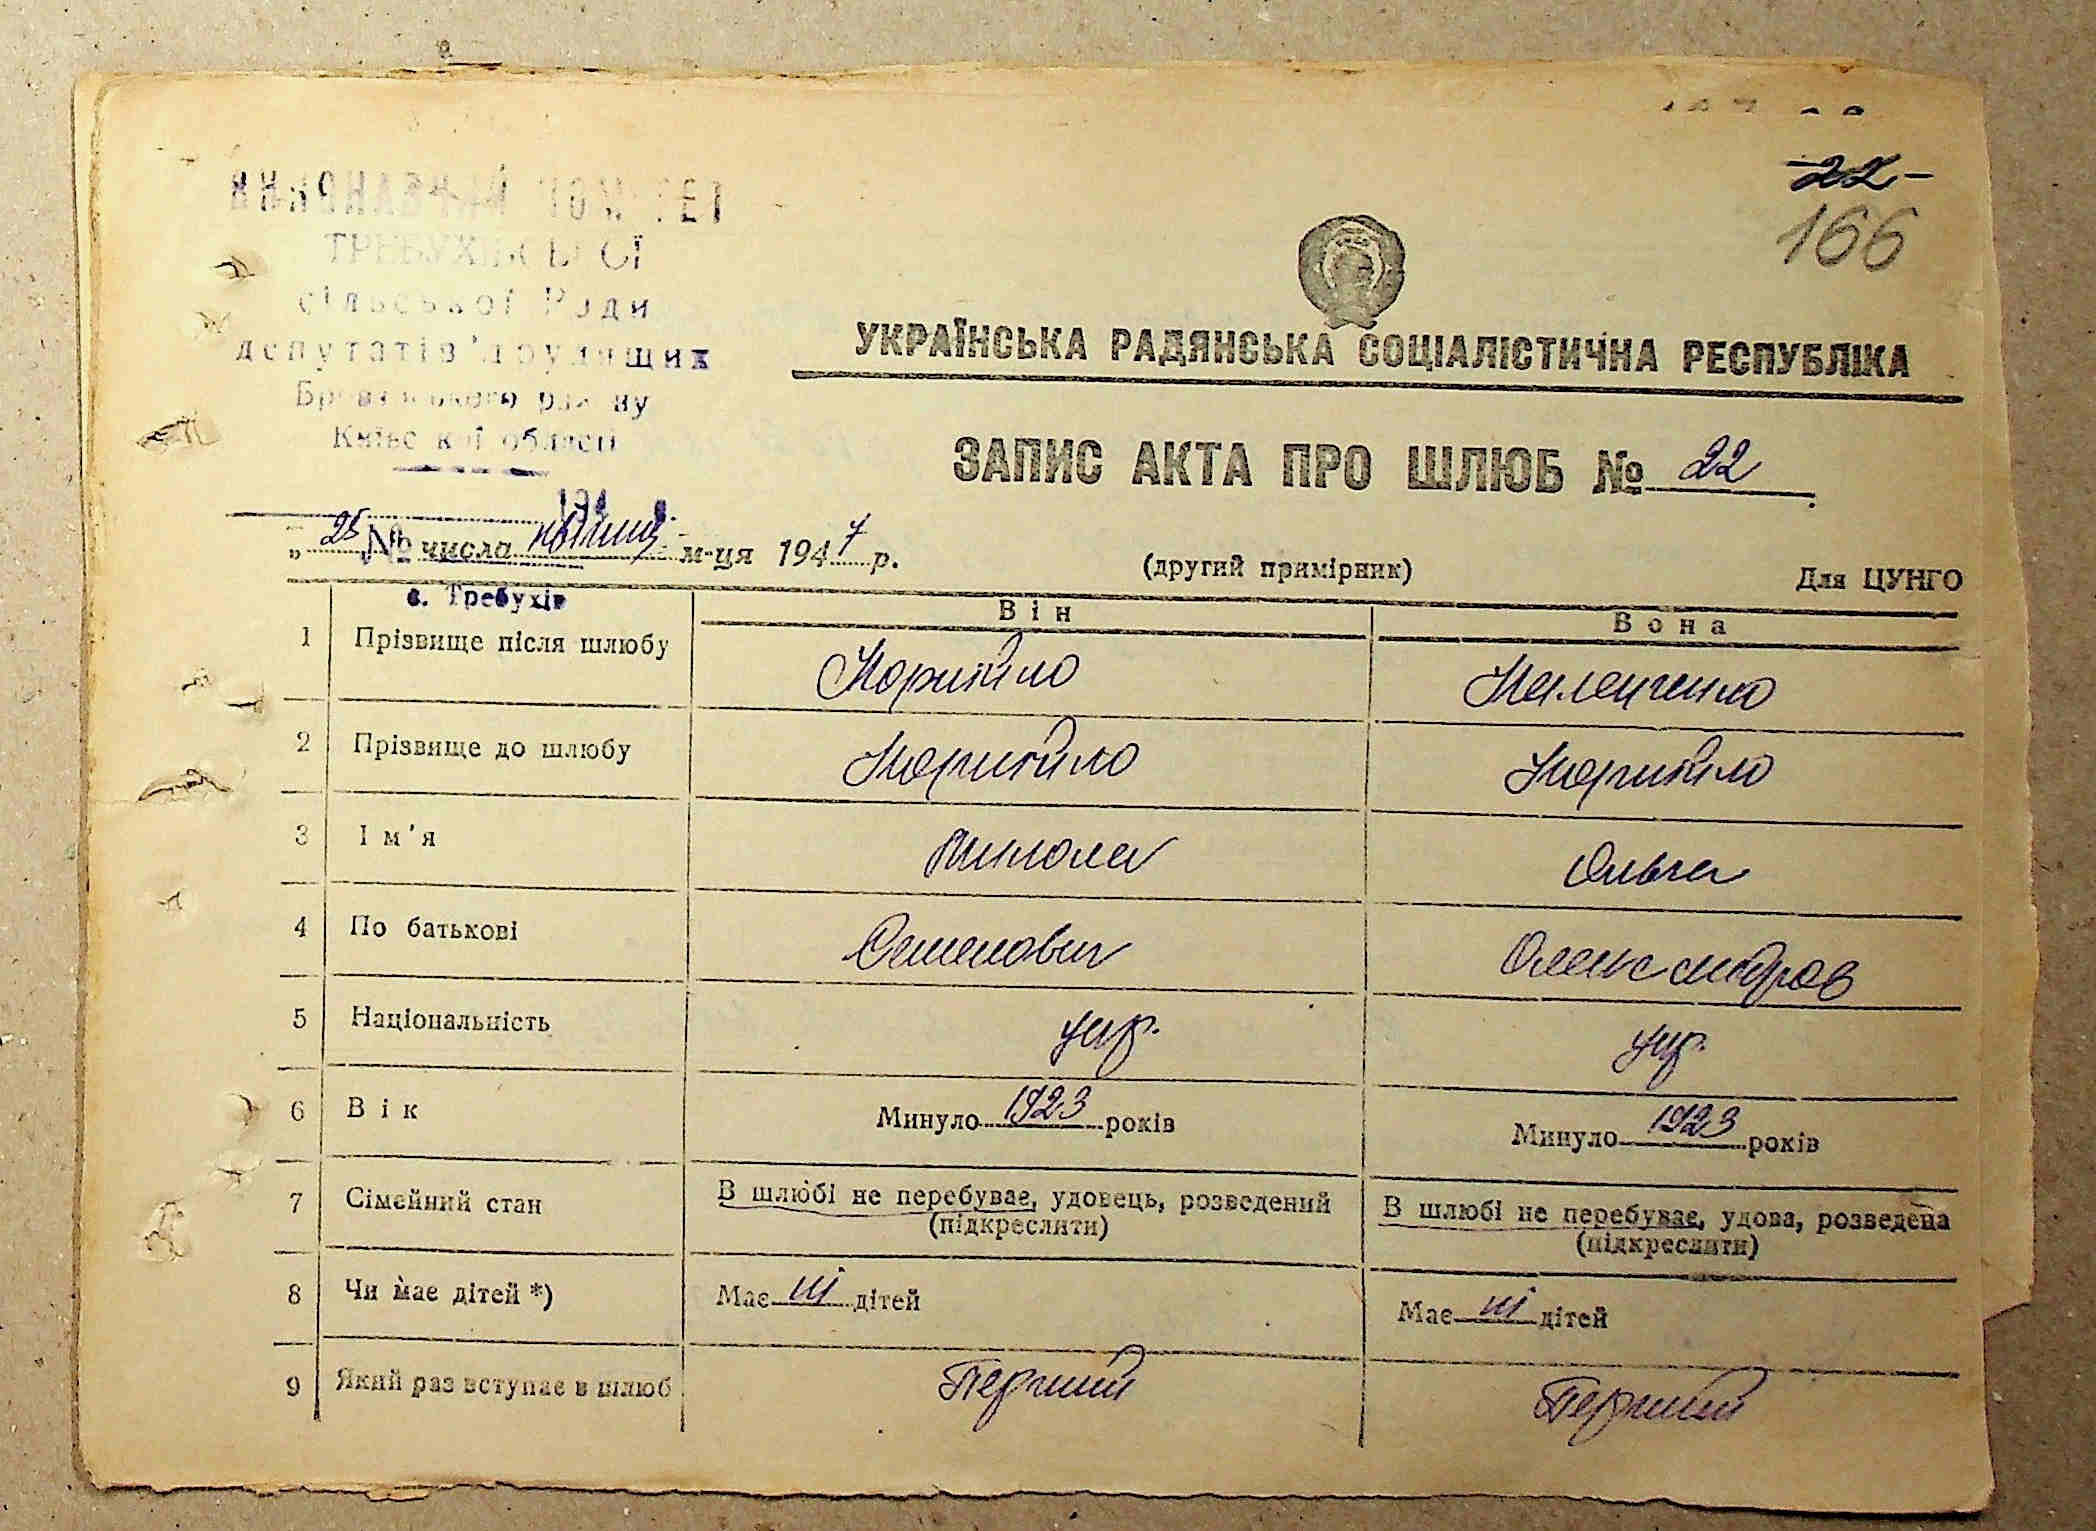 -22-
166
ВИКОНАВЧИЙ КОМІТЕТ
ТРЕБУХІВСЬКОЇ
сільської Ради
депутатів трудящих
Броварського району
Київської області
194 р.
№
с. Требухів
УКРАЇНСЬКА РАДЯНСЬКА СОЦІАЛІСТИЧНА РЕСПУБЛІКА
ЗАПИС АКТА ПРО ШЛЮБ № 22
„ 25 числа м-ця 1947 р.
(другий примірник) Для ЦУНГО
Він Вона
1 Прізвище після шлюбу
2 Прізвище до шлюбу
3 Ім'я Микола Ольга
4 По батькові Семенович Олександров
5 Національність укр. укр.
6 Вік Минуло 1923 років Минуло 1923 років
7 Сімейний стан В шлюбі не перебуває, удовець, розведений В шлюбі не перебуває, удова, розведена
(підкреслити) (підкреслити)
8 Чи має дітей *) Має ні дітей Має ні дітей
9 Який раз вступає в шлюб Перший Перший